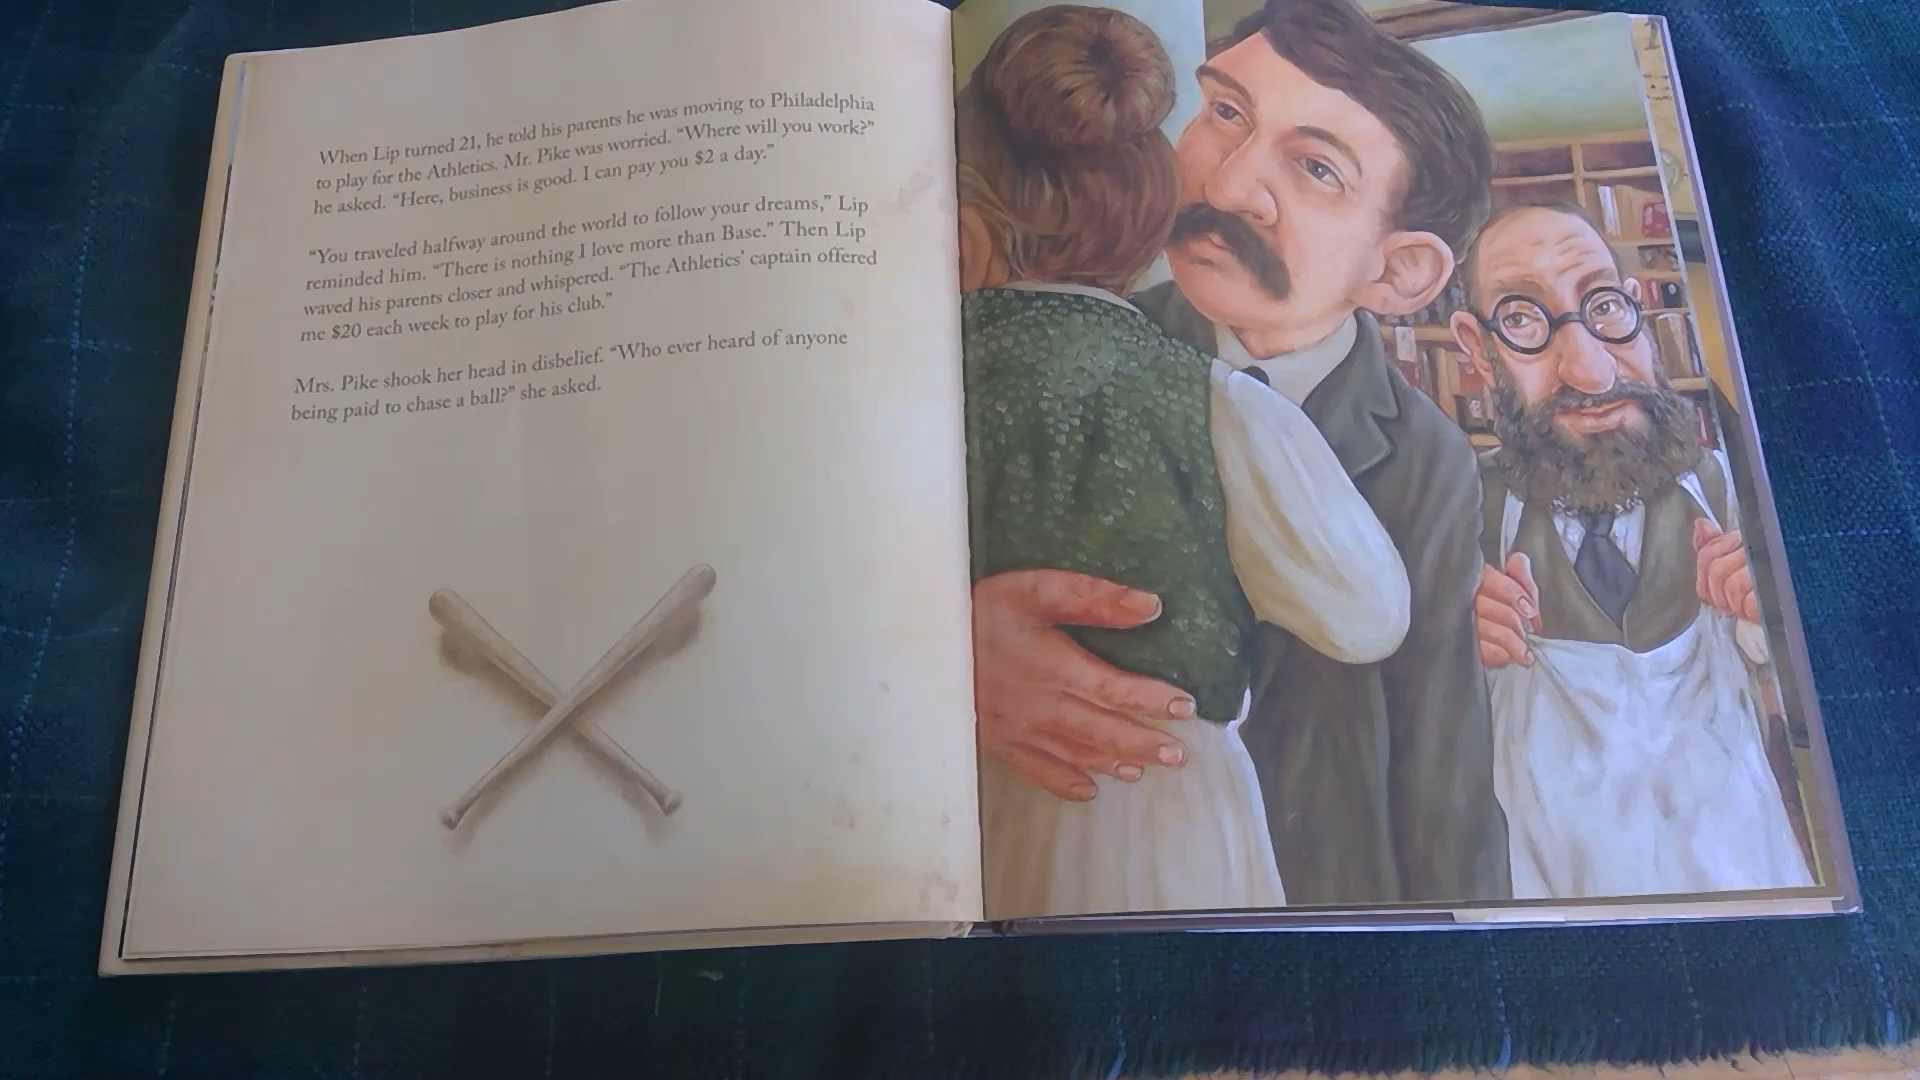 When Lip turned 21, he told his parents he was moving to Philadelphia
to play for the Athletics. Mr. Pike was worried. “Where will you work?”
he asked. “Here, business is good. I can pay you $2 a day.”
“You traveled halfway around the world to follow your dreams,” Lip
reminded him. “There is nothing I love more than Base.” Then Lip
waved his parents closer and whispered. “The Athletics’ captain offered
me $20 each week to play for his club.”
Mrs. Pike shook her head in disbelief. “Who ever heard of anyone
being paid to chase a ball?” she asked.